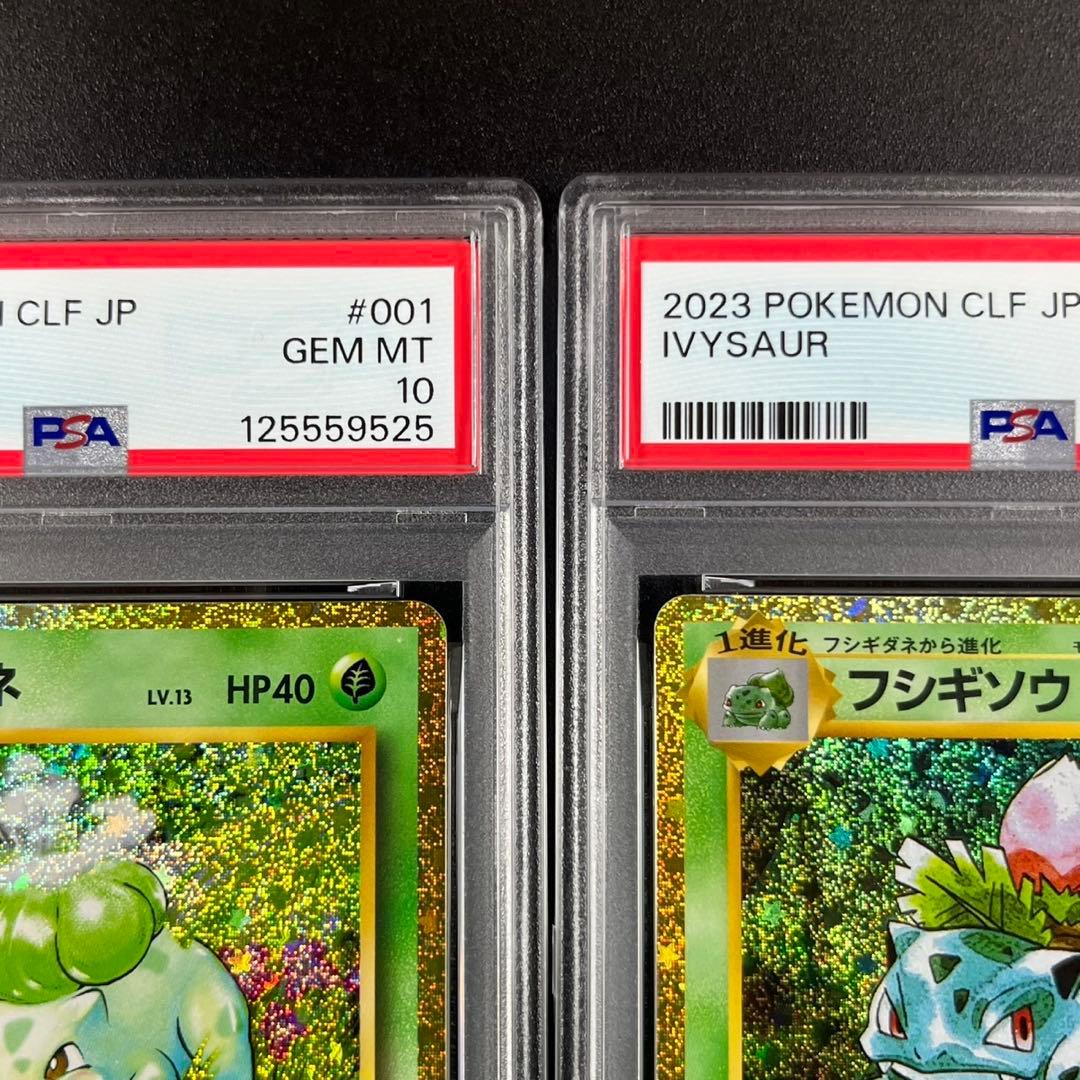 CLF JP #001
GEM MT
10
PSA 125559525
2023 POKEMON CLF JP
IVYSAUR
PSA
ネ LV.13 HP40
1進化 フシギダネから進化
フシギソウ